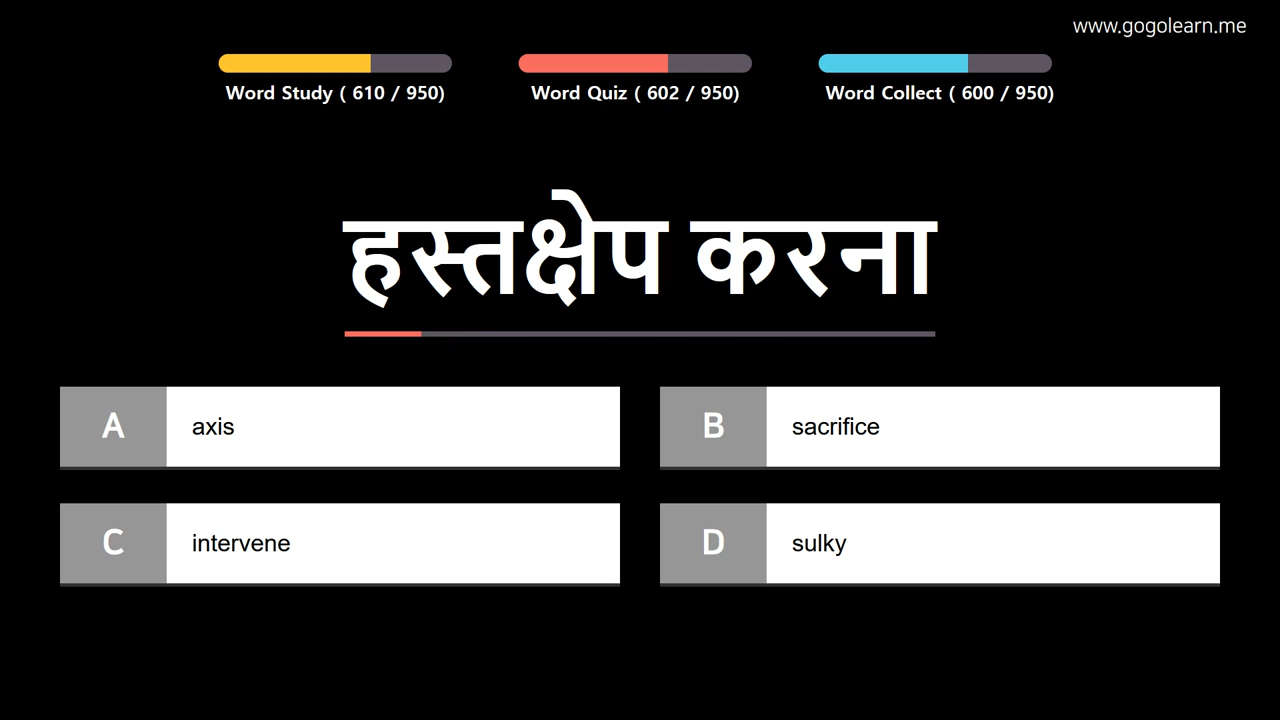 www.gogolearn.me
Word Study ( 610 / 950)
Word Quiz ( 602 / 950)
Word Collect ( 600 / 950)
हस्तक्षेप करना
A axis
B sacrifice
C intervene
D sulky